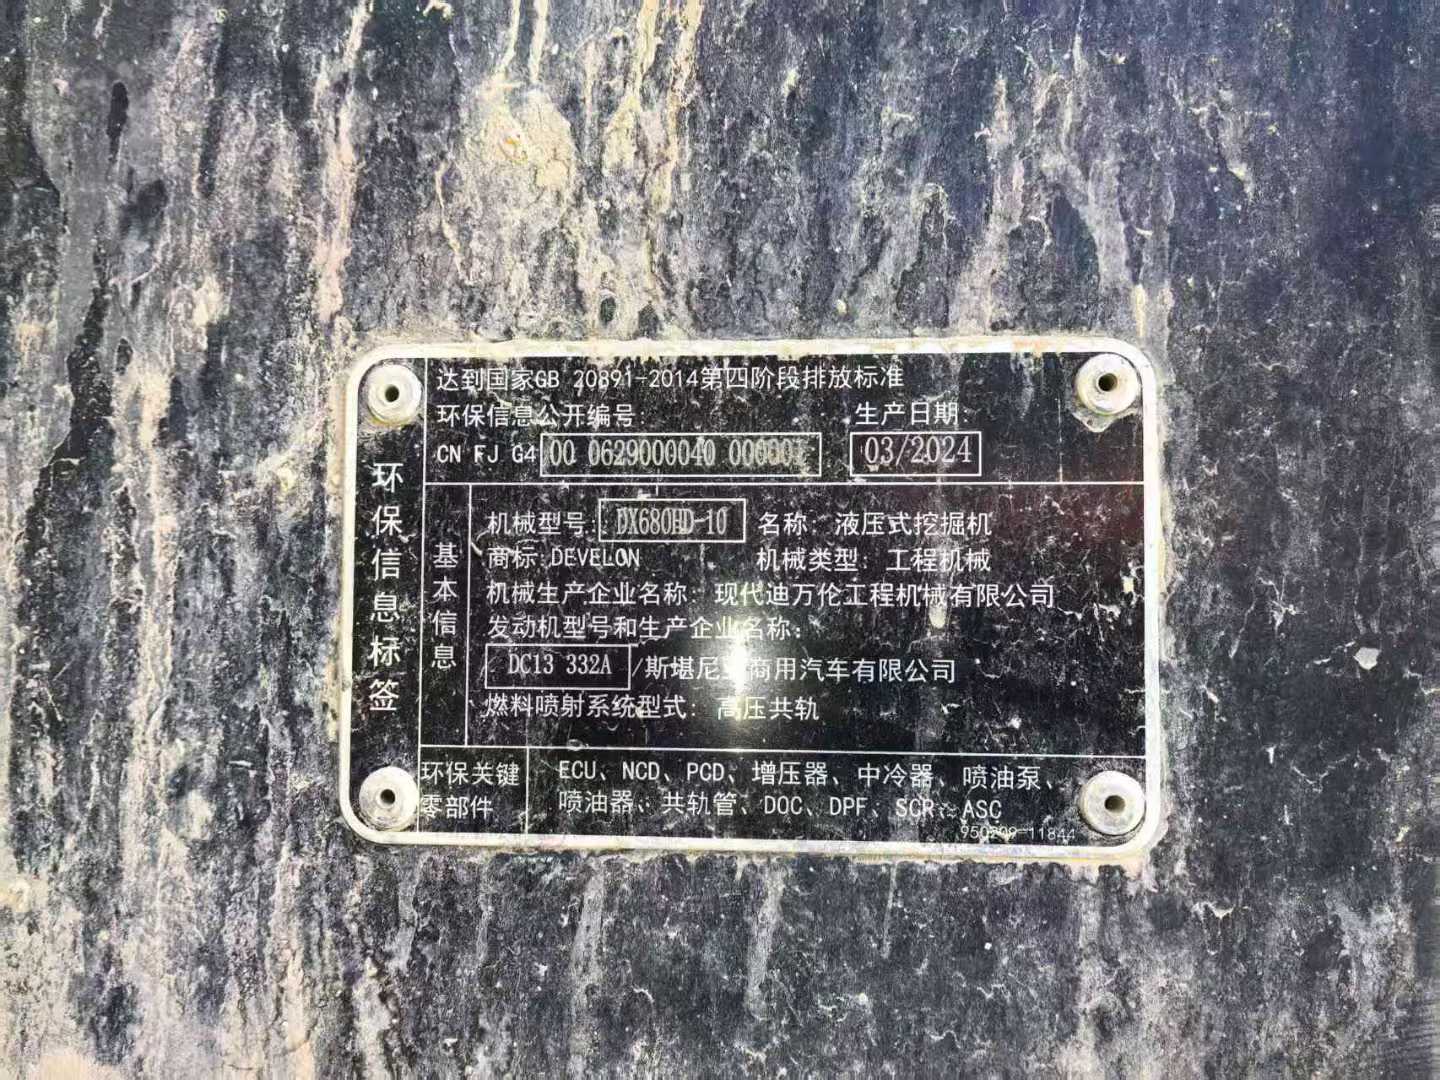 达到国家GB 20891-2014第四阶段排放标准
环保信息公开编号:
生产日期:
CN FJ G4 00 0629000040 000001
03/2024
环保信息标签
基本信息
机械型号: DX680HD-10 名称: 液压式挖掘机
商标:DEVELON 机械类型: 工程机械
机械生产企业名称: 现代迪万伦工程机械有限公司
发动机型号和生产企业名称:
DC13 332A /斯堪尼亚商用汽车有限公司
燃料喷射系统型式: 高压共轨
环保关键
零部件
ECU、NCD、PCD、增压器、中冷器、喷油泵、
喷油器、共轨管、DOC、DPF、SCR、ASC
950209-11844